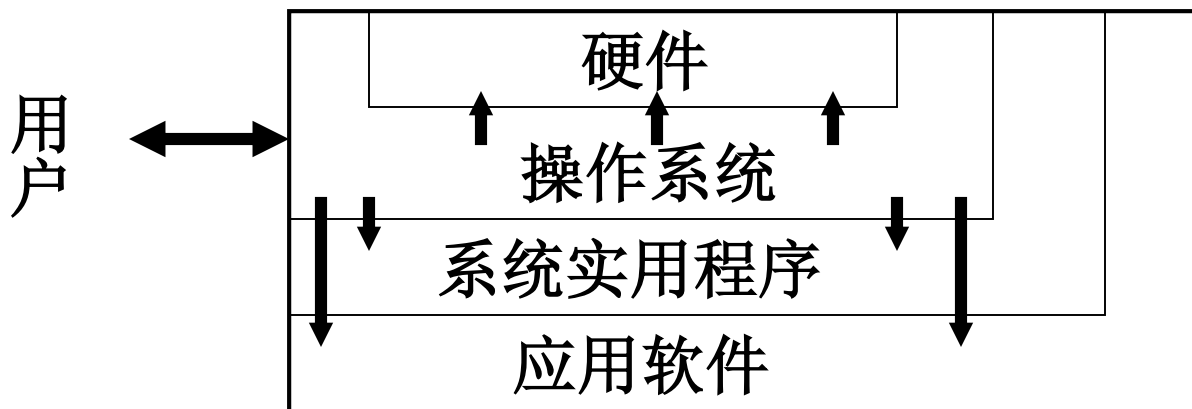 用户
硬件
操作系统
系统实用程序
应用软件